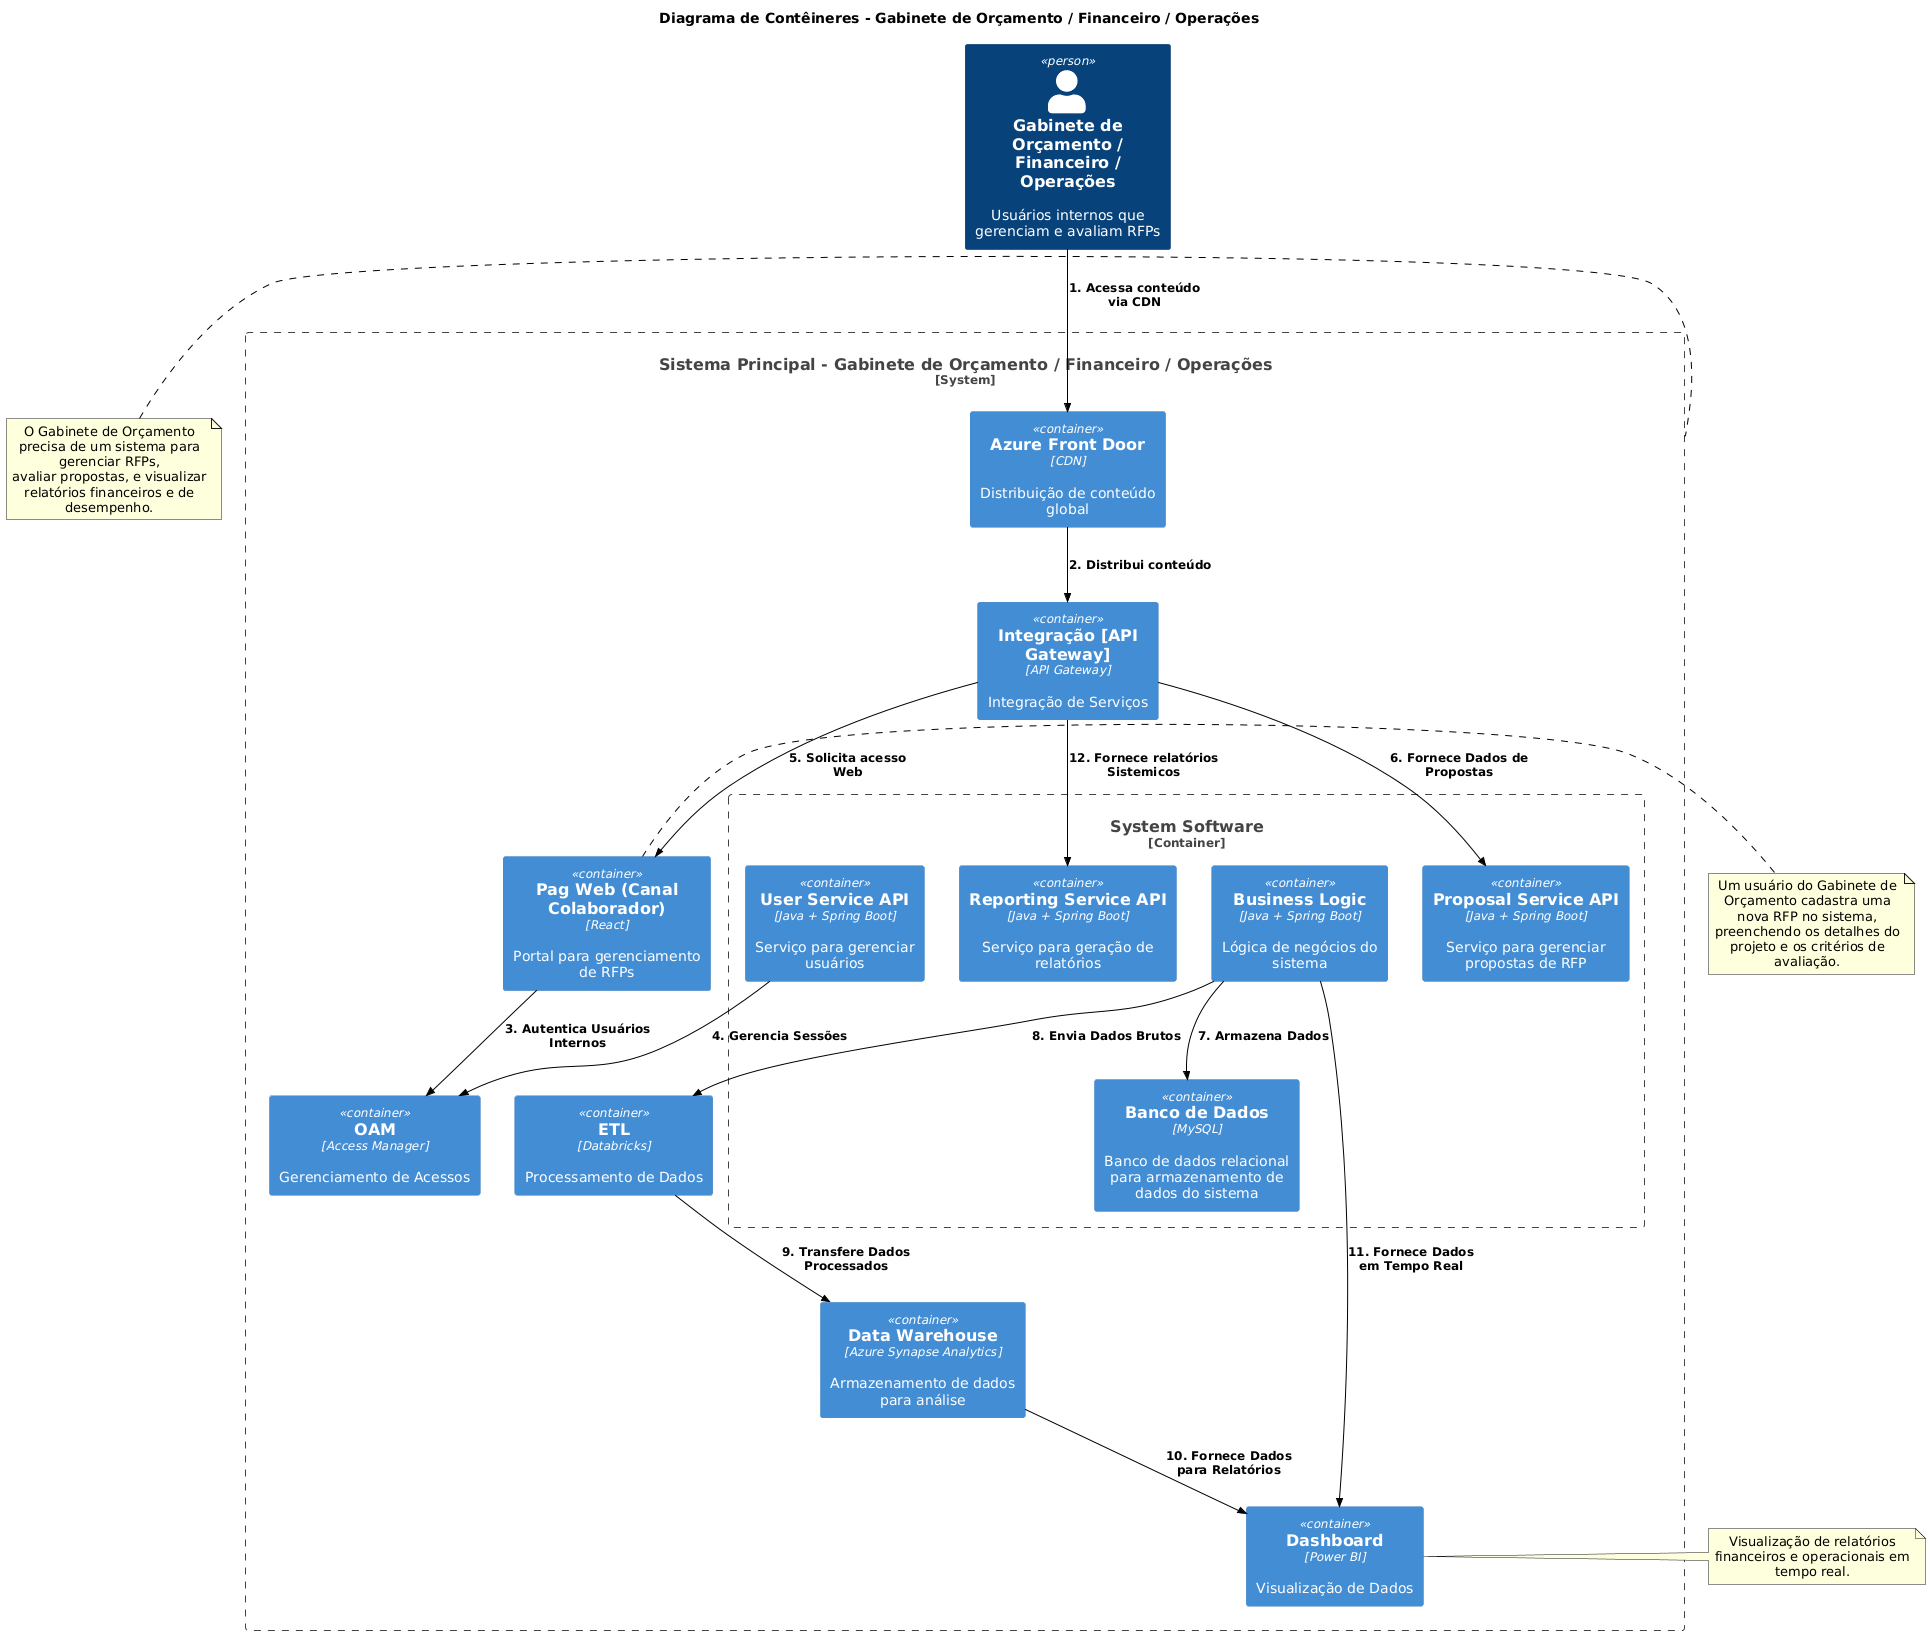 Diagrama de Contêineres - Gabinete de Orçamento / Financeiro / Operações
«person»
Gabinete de
Orçamento /
Financeiro /
Operações
Usuários internos que
gerenciam e avaliam RFPs
1. Acessa conteúdo
via CDN
Sistema Principal - Gabinete de Orçamento / Financeiro / Operações
[System]
O Gabinete de Orçamento
precisa de um sistema para
gerenciar RFPs,
avaliar propostas, e visualizar
relatórios financeiros e de
desempenho.
«container»
Azure Front Door
[CDN]
Distribuição de conteúdo
global
2. Distribui conteúdo
«container»
Integração [API
Gateway]
[API Gateway]
Integração de Serviços
5. Solicita acesso
Web
12. Fornece relatórios
Sistemicos
6. Fornece Dados de
Propostas
System Software
[Container]
«container»
Pag Web (Canal
Colaborador)
[React]
Portal para gerenciamento
de RFPs
«container»
User Service API
[Java + Spring Boot]
Serviço para gerenciar
usuários
«container»
Reporting Service API
[Java + Spring Boot]
Serviço para geração de
relatórios
«container»
Business Logic
[Java + Spring Boot]
Lógica de negócios do
sistema
«container»
Proposal Service API
[Java + Spring Boot]
Serviço para gerenciar
propostas de RFP
Um usuário do Gabinete de
Orçamento cadastra uma
nova RFP no sistema,
preenchendo os detalhes do
projeto e os critérios de
avaliação.
3. Autentica Usuários
Internos
4. Gerencia Sessões
8. Envia Dados Brutos
7. Armazena Dados
«container»
OAM
[Access Manager]
Gerenciamento de Acessos
«container»
ETL
[Databricks]
Processamento de Dados
«container»
Banco de Dados
[MySQL]
Banco de dados relacional
para armazenamento de
dados do sistema
9. Transfere Dados
Processados
11. Fornece Dados
em Tempo Real
«container»
Data Warehouse
[Azure Synapse Analytics]
Armazenamento de dados
para análise
10. Fornece Dados
para Relatórios
«container»
Dashboard
[Power BI]
Visualização de Dados
Visualização de relatórios
financeiros e operacionais em
tempo real.